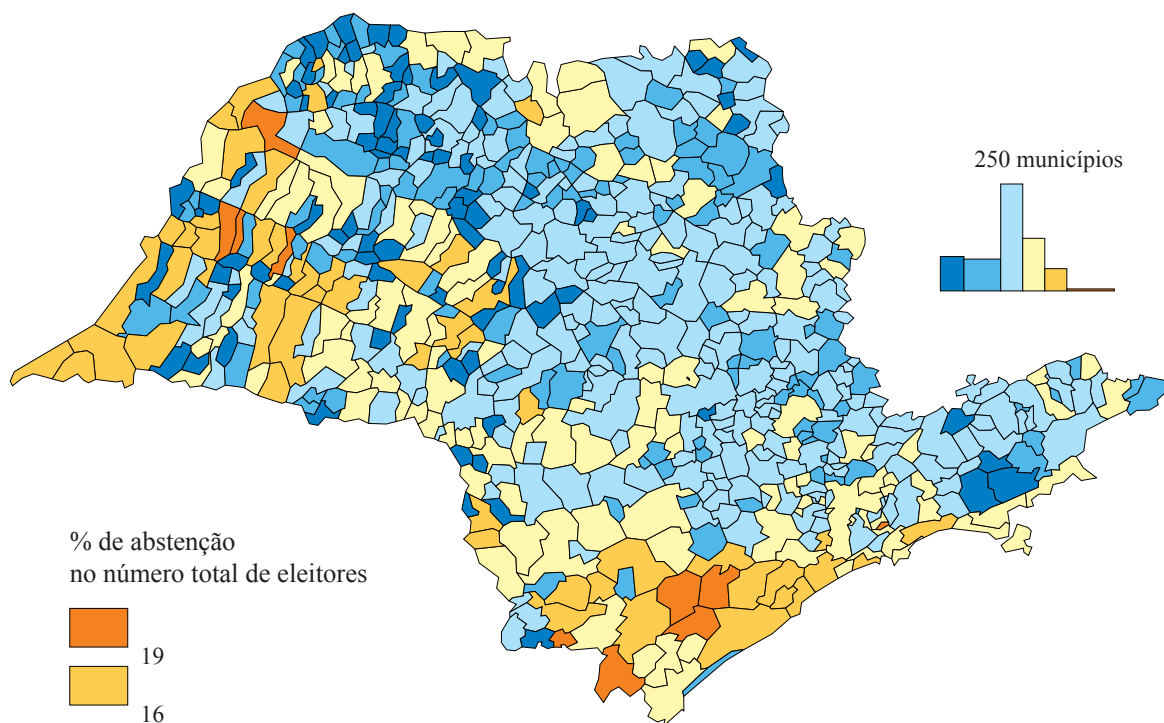 250 municípios
% de abstenção
no número total de eleitores
19
16